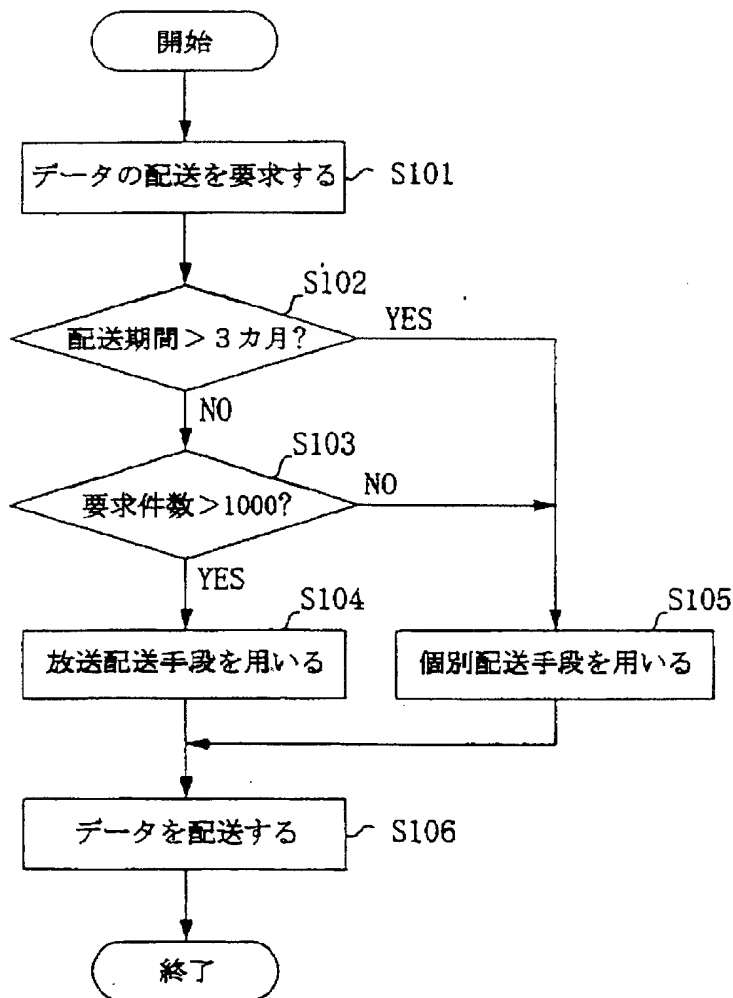 開始
データの配送を要求する
S101
S102
配送期間＞3カ月?
YES
NO
S103
要求件数＞1000?
NO
YES
S104
放送配送手段を用いる
S105
個別配送手段を用いる
データを配送する
S106
終了